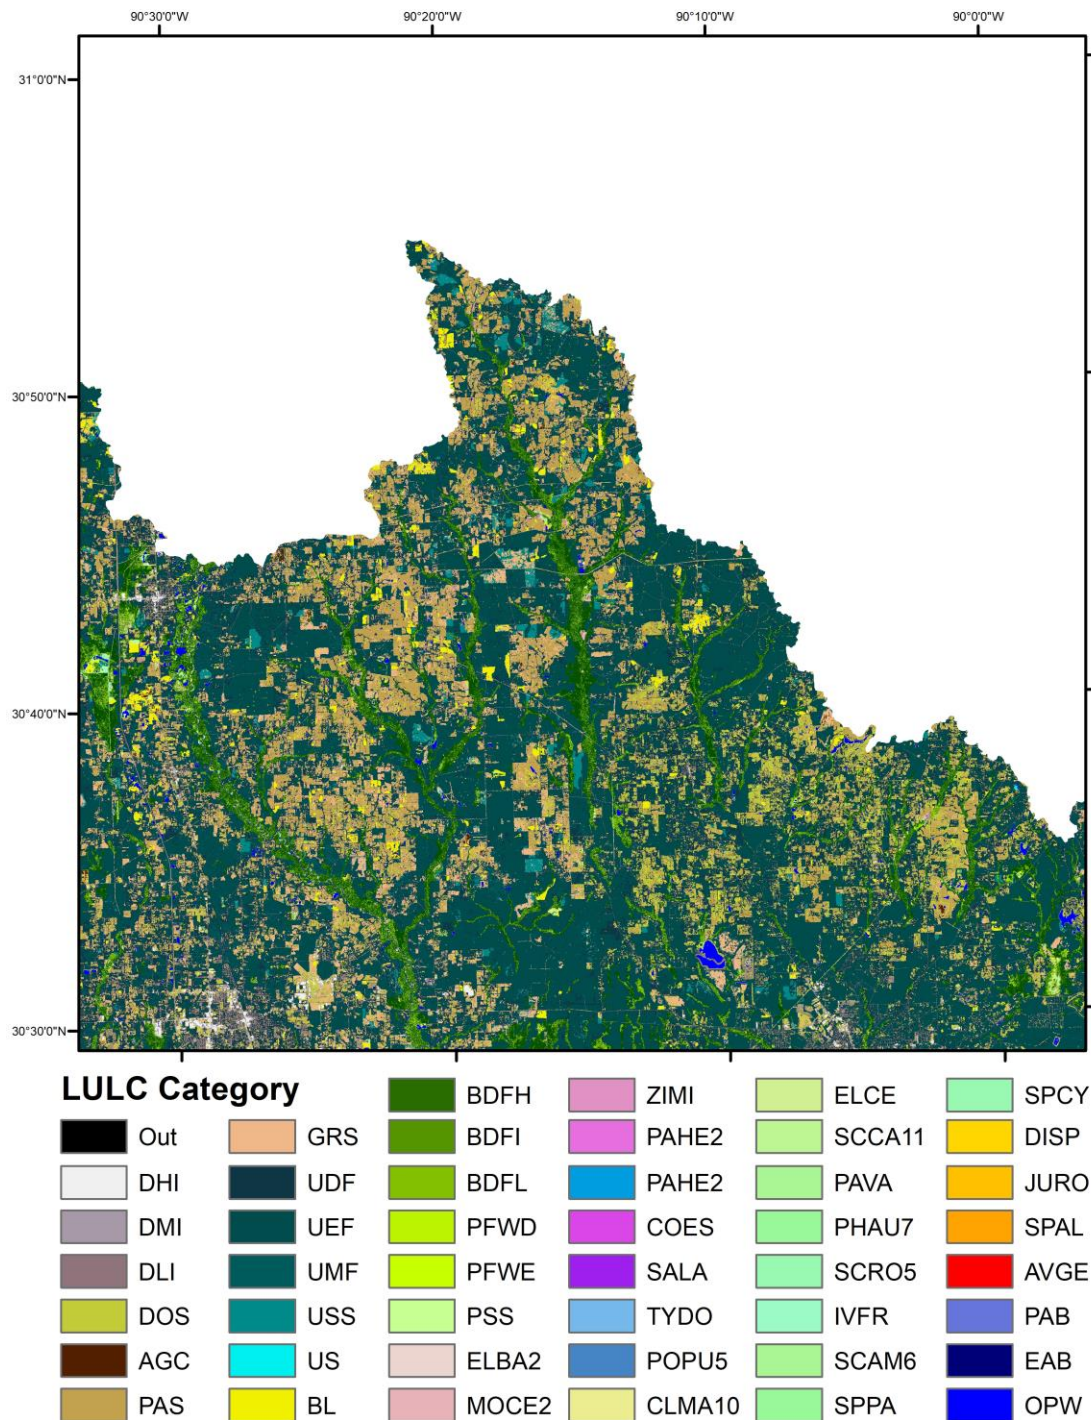 90°30'0"W 90°20'0"W 90°10'0"W 90°0'0"W
31°0'0"N
30°50'0"N
30°40'0"N
30°30'0"N
LULC Category
BDFH ZIMI ELCE SPCY
Out GRS BDFI PAHE2 SCCA11 DISP
DHI UDF BDFL PAHE2 PAVA JURO
DMI UEF PFWD COES PHAU7 SPAL
DLI UMF PFWE SALA SCRO5 AVGE
DOS USS PSS TYDO IVFR PAB
AGC US ELBA2 POPU5 SCAM6 EAB
PAS BL MOCE2 CLMA10 SPPA OPW